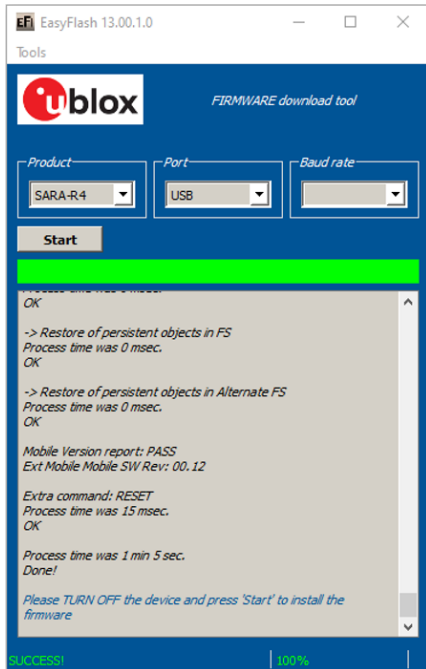 EFi EasyFlash 13.00.1.0
Tools
ublox
FIRMWARE download tool
Product
Port
Baud rate
SARA-R4
USB
Start
OK
-> Restore of persistent objects in FS
Process time was 0 msec.
OK
-> Restore of persistent objects in Alternate FS
Process time was 0 msec.
OK
Mobile Version report: PASS
Ext Mobile Mobile SW Rev: 00.12
Extra command: RESET
Process time was 15 msec.
OK
Process time was 1 min 5 sec.
Done!
Please TURN OFF the device and press 'Start' to install the
firmware
SUCCESS!
100%